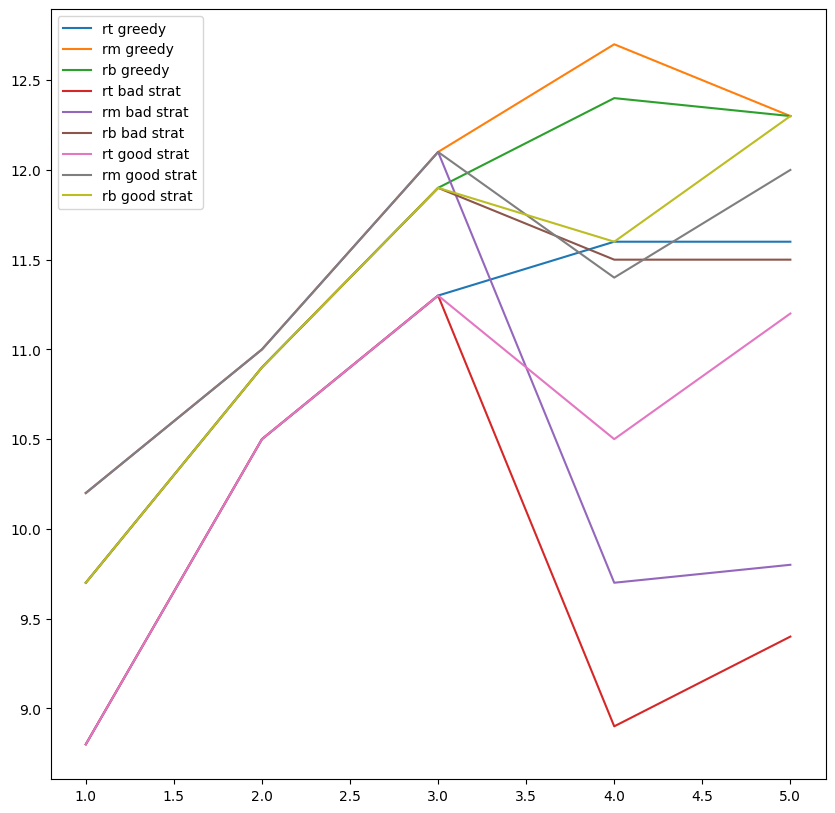 rt greedy
rm greedy
rb greedy
rt bad strat
rm bad strat
rb bad strat
rt good strat
rm good strat
rb good strat
12.5
12.0
11.5
11.0
10.5
10.0
9.5
9.0
1.0 1.5 2.0 2.5 3.0 3.5 4.0 4.5 5.0